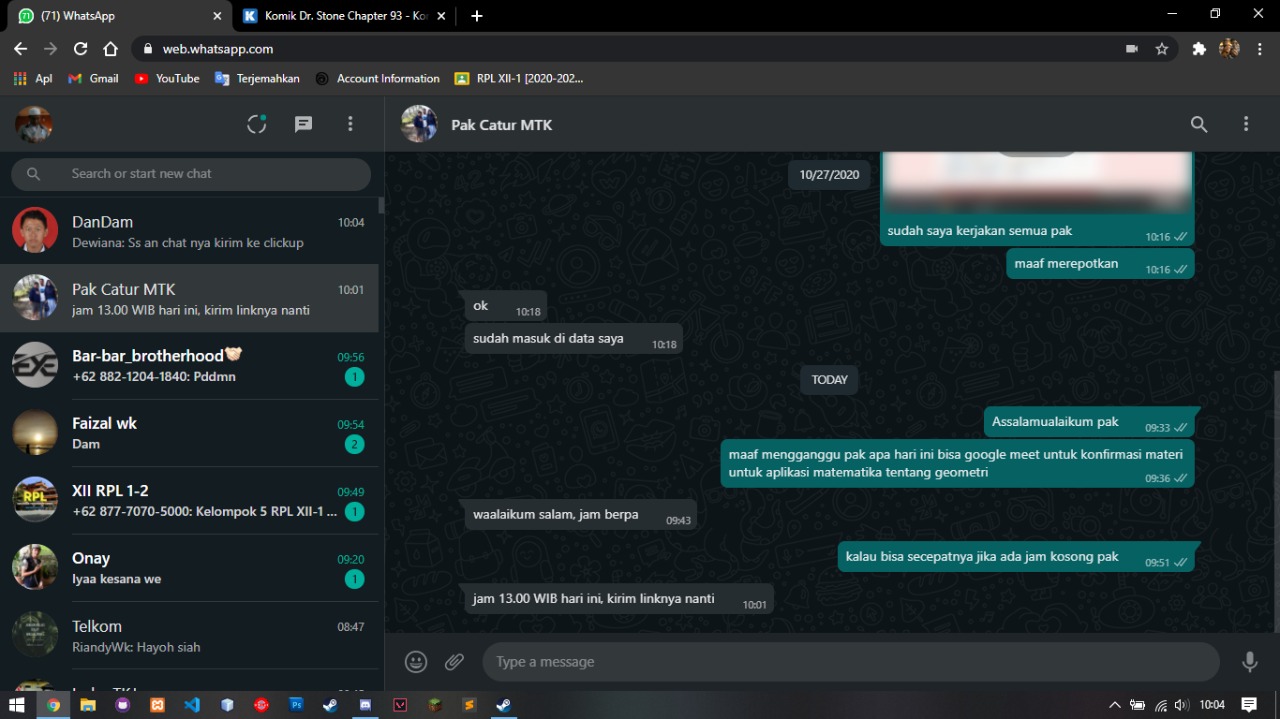 (71) WhatsApp
Komik Dr. Stone Chapter 93 - Ko
web.whatsapp.com
Apl
Gmail
YouTube
Terjemahkan
Account Information
RPL XII-1 [2020-202...
Search or start new chat
DanDam 10:04
Dewiana: Ss an chat nya kirim ke clickup
Pak Catur MTK 10:01
jam 13.00 WIB hari ini, kirim linknya nanti
Bar-bar_brotherhood🤝🏻 09:56
+62 882-1204-1840: Pddmn 1
Faizal wk 09:54
Dam 2
RPL
XII RPL 1-2 09:49
+62 877-7070-5000: Kelompok 5 RPL XII-1 ... 1
Onay 09:20
Iyaa kesana we 1
Telkom 08:47
RiandyWk: Hayoh siah
Pak Catur MTK
10/27/2020
sudah saya kerjakan semua pak 10:16
maaf merepotkan 10:16
ok 10:18
sudah masuk di data saya 10:18
TODAY
Assalamualaikum pak 09:33
maaf mengganggu pak apa hari ini bisa google meet untuk konfirmasi materi
untuk aplikasi matematika tentang geometri 09:36
waalaikum salam, jam berpa 09:43
kalau bisa secepatnya jika ada jam kosong pak 09:51
jam 13.00 WIB hari ini, kirim linknya nanti 10:01
Type a message
10:04